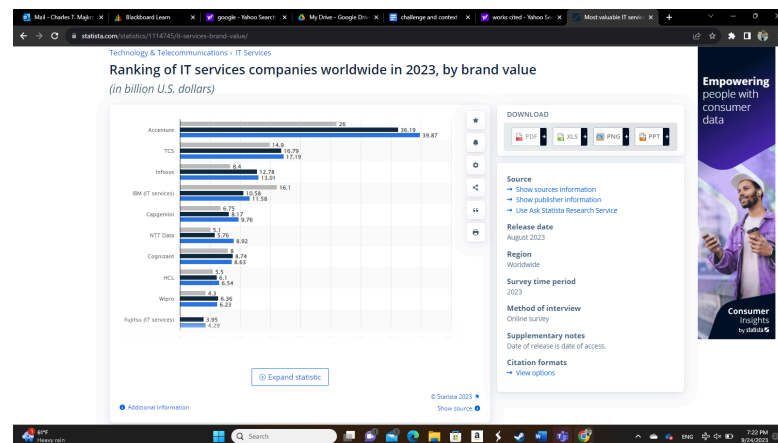 Mail - Charles T. Majkrz
Blackboard Learn
google - Yahoo Search
My Drive - Google Drive
challenge and context
works cited - Yahoo Se
Most valuable IT servic
statista.com/statistics/1114745/it-services-brand-value/
Technology & Telecommunications › IT Services
Ranking of IT services companies worldwide in 2023, by brand value
(in billion U.S. dollars)
Accenture
26
36.19
39.87
TCS
14.9
16.79
17.19
Infosys
8.4
12.78
13.01
IBM (IT services)
16.1
10.58
11.58
Capgemini
6.75
8.17
9.76
NTT Data
5.1
5.76
8.92
Cognizant
8
8.74
8.63
HCL
5.5
6.1
6.54
Wipro
4.3
6.36
6.23
Fujitsu (IT services)
3.95
4.29
Expand statistic
Additional Information
© Statista 2023
Show source
DOWNLOAD
PDF +
XLS +
PNG +
PPT +
Source
→ Show sources information
→ Show publisher information
→ Use Ask Statista Research Service
Release date
August 2023
Region
Worldwide
Survey time period
2023
Method of interview
Online survey
Supplementary notes
Date of release is date of access.
Citation formats
→ View options
Empowering
people with
consumer
data
Consumer
Insights
by statista
61°F
Heavy rain
Search
ENG
7:22 PM
9/24/2023